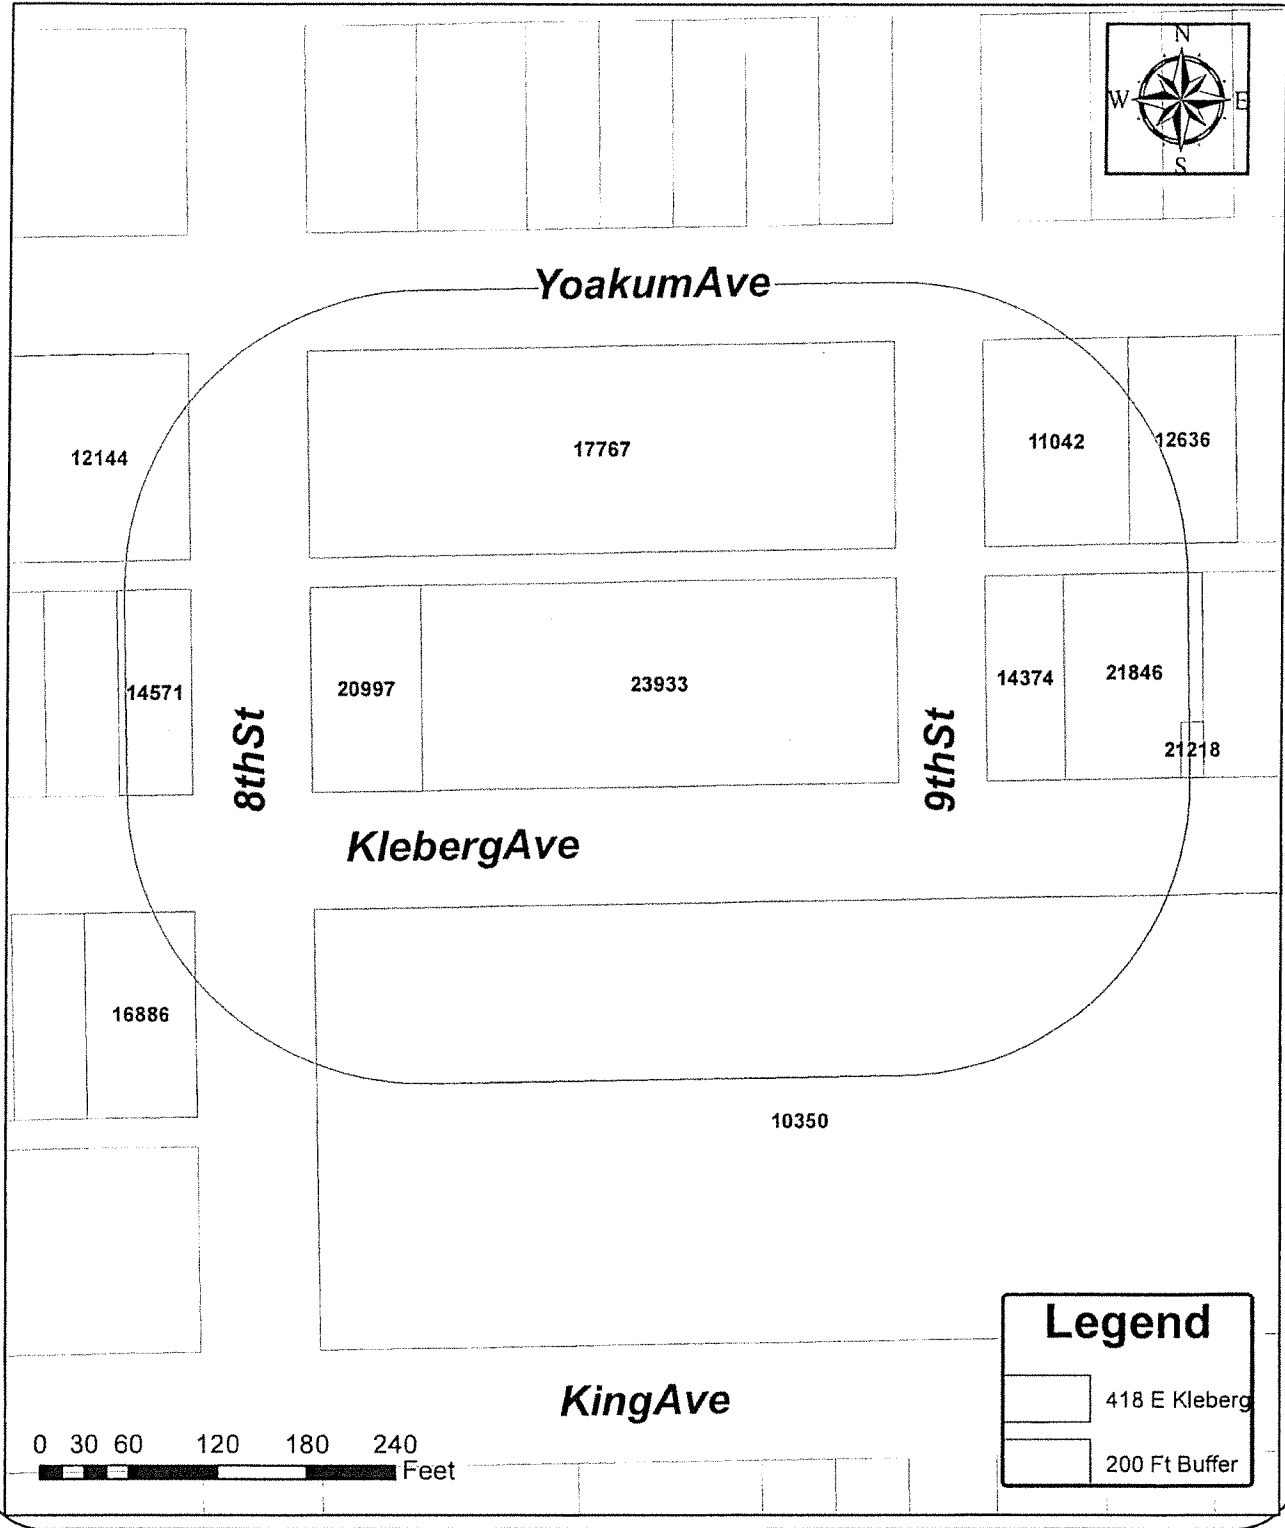 N
W E
S
YoakumAve
12144
17767
11042
12636
14571
8thSt
20997
23933
9thSt
14374
21846
21218
KlebergAve
16886
10350
Legend
418 E Kleberg
200 Ft Buffer
KingAve
0 30 60 120 180 240
Feet